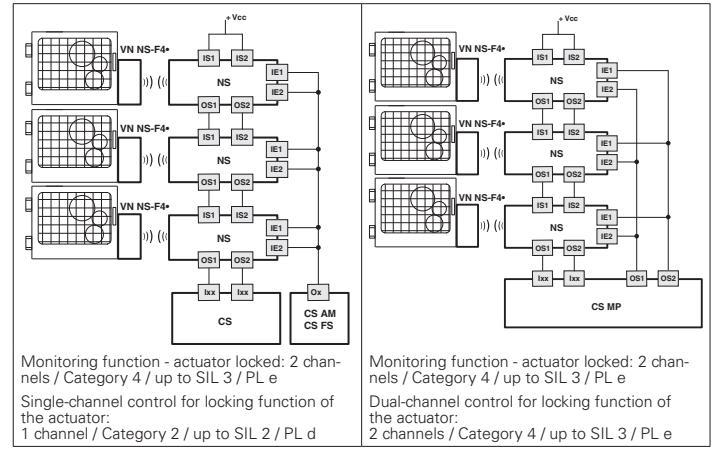 + Vcc
VN NS-F4•
IS1 IS2
NS
IE1
IE2
OS1 OS2
VN NS-F4•
IS1 IS2
NS
IE1
IE2
OS1 OS2
VN NS-F4•
IS1 IS2
NS
IE1
IE2
OS1 OS2
Ixx Ixx
CS
Ox
CS AM
CS FS
Monitoring function - actuator locked: 2 chan-
nels / Category 4 / up to SIL 3 / PL e
Single-channel control for locking function of
the actuator:
1 channel / Category 2 / up to SIL 2 / PL d
+ Vcc
VN NS-F4•
IS1 IS2
NS
IE1
IE2
OS1 OS2
VN NS-F4•
IS1 IS2
NS
IE1
IE2
OS1 OS2
VN NS-F4•
IS1 IS2
NS
IE1
IE2
OS1 OS2
Ixx Ixx OS1 OS2
CS MP
Monitoring function - actuator locked: 2 chan-
nels / Category 4 / up to SIL 3 / PL e
Dual-channel control for locking function of
the actuator:
2 channels / Category 4 / up to SIL 3 / PL e